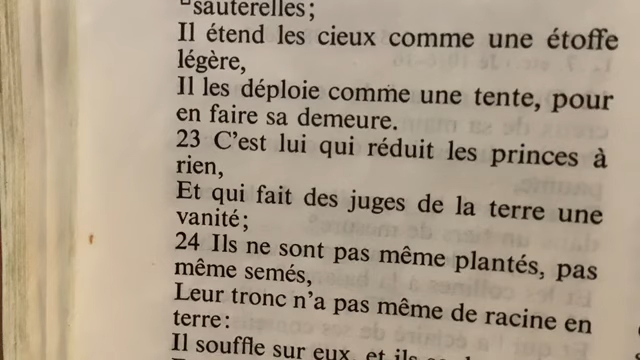 sauterelles;
Il étend les cieux comme une étoffe
légère,
Il les déploie comme une tente, pour
en faire sa demeure.
23 C’est lui qui réduit les princes à
rien,
Et qui fait des juges de la terre une
vanité;
24 Ils ne sont pas même plantés, pas
même semés,
Leur tronc n'a pas même de racine en
terre:
Il souffle sur eux, et ils